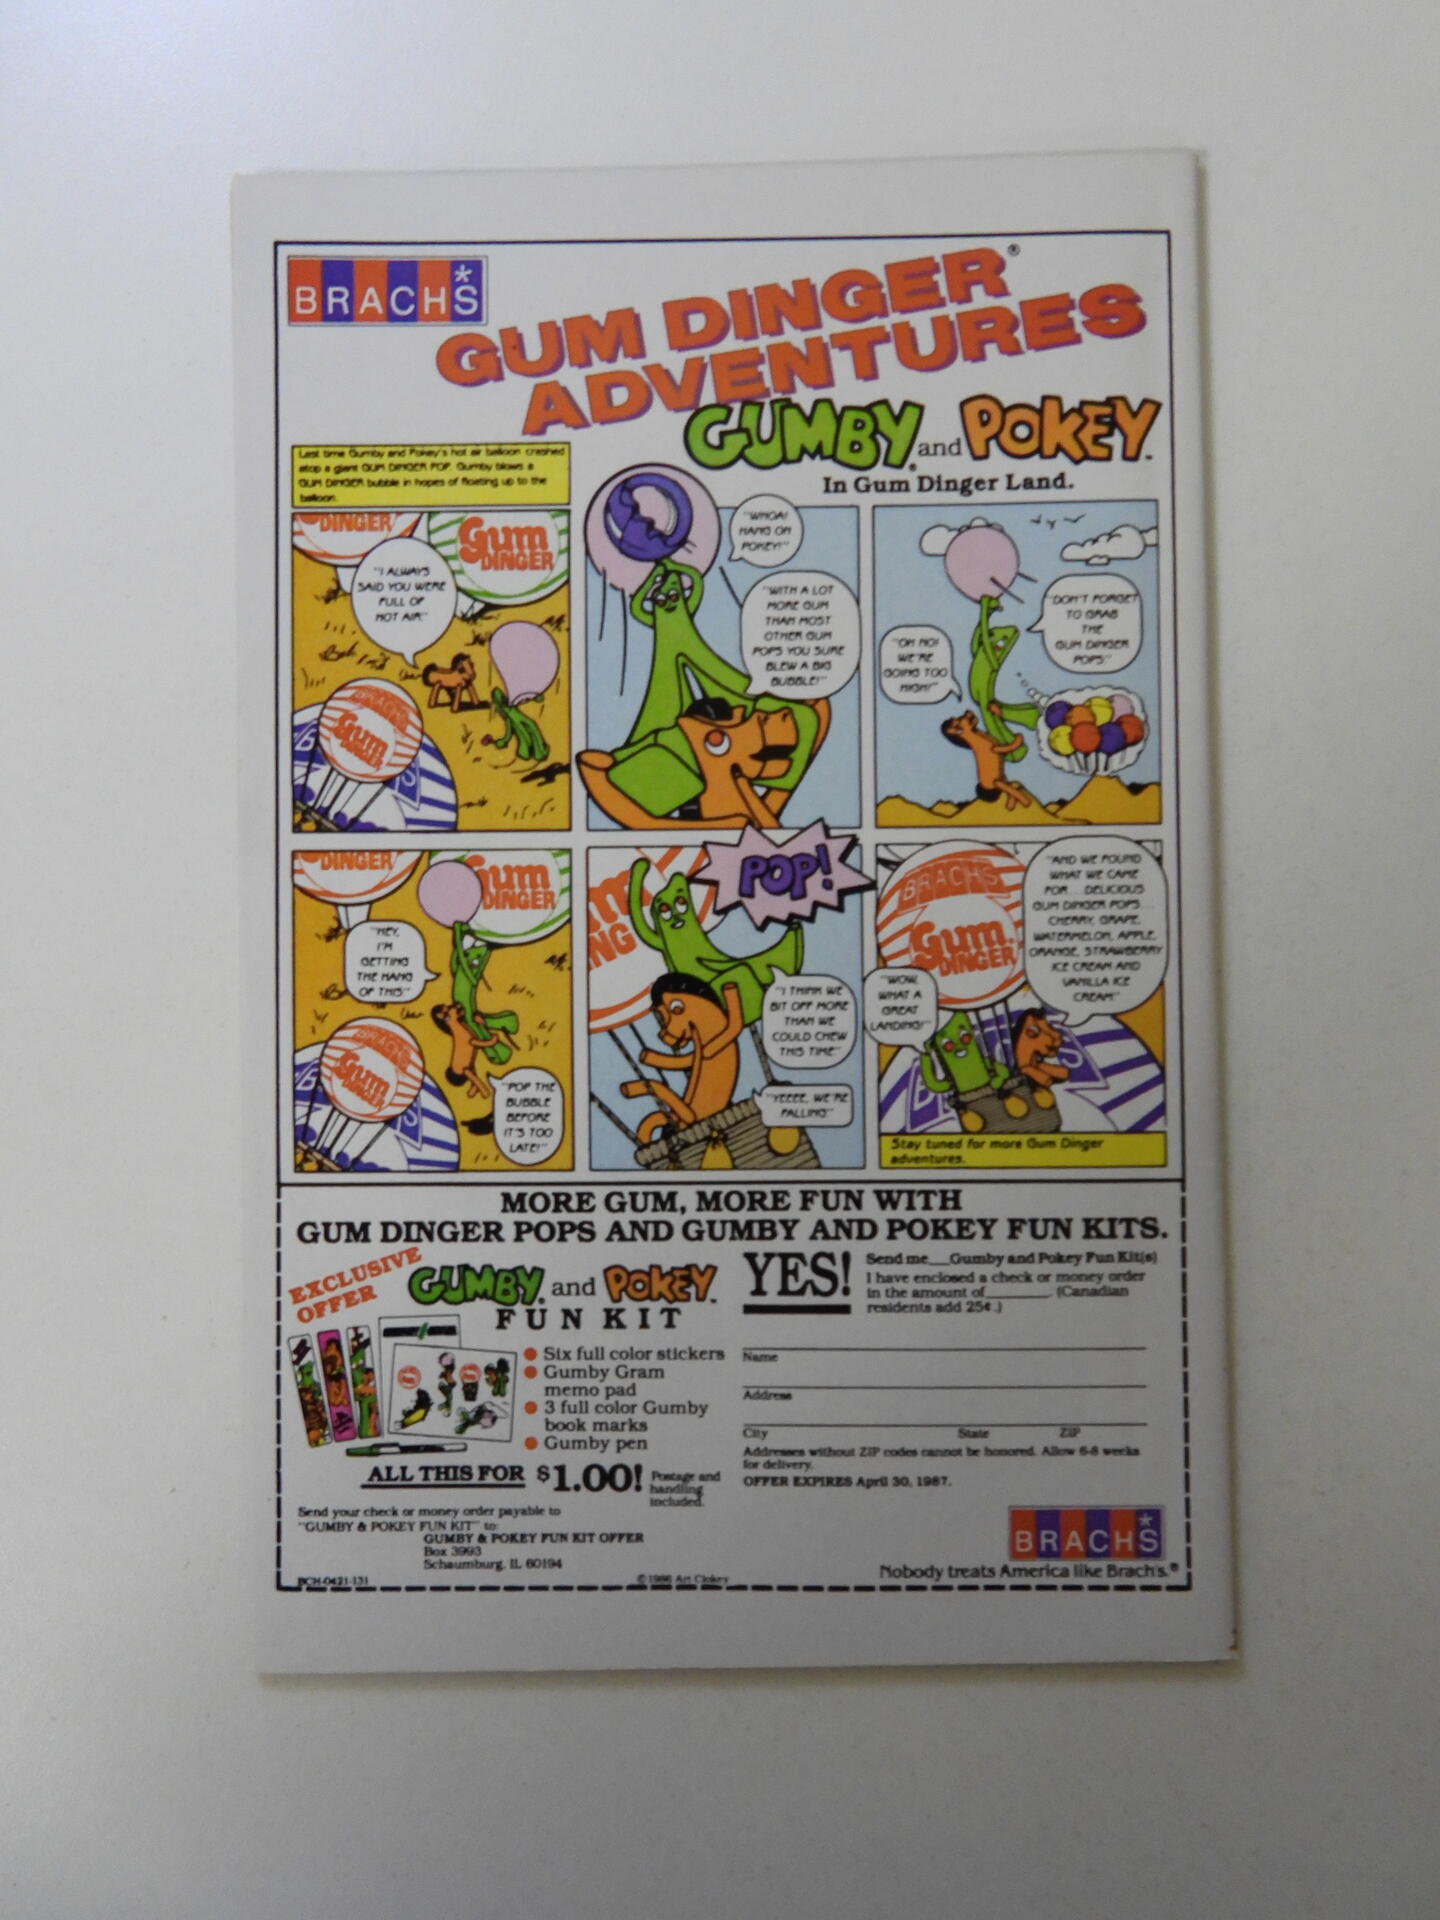 BRACH'S
GUM DINGER®
ADVENTURES
GUMBY® and POKEY™
In Gum Dinger Land.
Last time Gumby and Pokey's hot air balloon crashed
atop a giant GUM DINGER POP. Gumby blows a
GUM DINGER bubble in hopes of floating up to the
balloon.
DINGER
Gum
DINGER
"I ALWAYS
SAID YOU WERE
FULL OF
HOT AIR."
BRACH'S
Gum
DINGER
B
S
"WHOA!
HANG ON
POKEY!"
"WITH A LOT
MORE GUM
THAN MOST
OTHER GUM
POPS YOU SURE
BLEW A BIG
BUBBLE!"
"DON'T FORGET
TO GRAB
THE
GUM DINGER
POPS."
"OH NO!
WE'RE
GOING TOO
HIGH!"
DINGER
Gum
DINGER
"HEY,
I'M
GETTING
THE HANG
OF THIS."
BRACH'S
Gum
DINGER
B
S
"POP THE
BUBBLE
BEFORE
IT'S TOO
LATE!"
POP!
"I THINK WE
BIT OFF MORE
THAN WE
COULD CHEW
THIS TIME."
"YEEEE, WE'RE
FALLING."
BRACH'S
Gum
DINGER
"AND WE FOUND
WHAT WE CAME
FOR... DELICIOUS
GUM DINGER POPS...
CHERRY, GRAPE,
WATERMELON, APPLE,
ORANGE, STRAWBERRY
ICE CREAM AND
VANILLA ICE
CREAM."
"WOW,
WHAT A
GREAT
LANDING!"
Stay tuned for more Gum Dinger
adventures.
MORE GUM, MORE FUN WITH
GUM DINGER POPS AND GUMBY AND POKEY FUN KITS.
EXCLUSIVE
OFFER
GUMBY® and POKEY™
FUN KIT
Six full color stickers
Gumby Gram
memo pad
3 full color Gumby
book marks
Gumby pen
ALL THIS FOR $1.00! Postage and
handling
included.
Send your check or money order payable to
"GUMBY & POKEY FUN KIT" to:
GUMBY & POKEY FUN KIT OFFER
Box 3993
Schaumburg, IL 60194
BCH-0421-131
© 1986 Art Clokey
YES! Send me___Gumby and Pokey Fun Kit(s)
I have enclosed a check or money order
in the amount of________. (Canadian
residents add 25¢.)
Name
Address
City State ZIP
Addresses without ZIP codes cannot be honored. Allow 6-8 weeks
for delivery.
OFFER EXPIRES April 30, 1987.
BRACH'S
Nobody treats America like Brach's.®